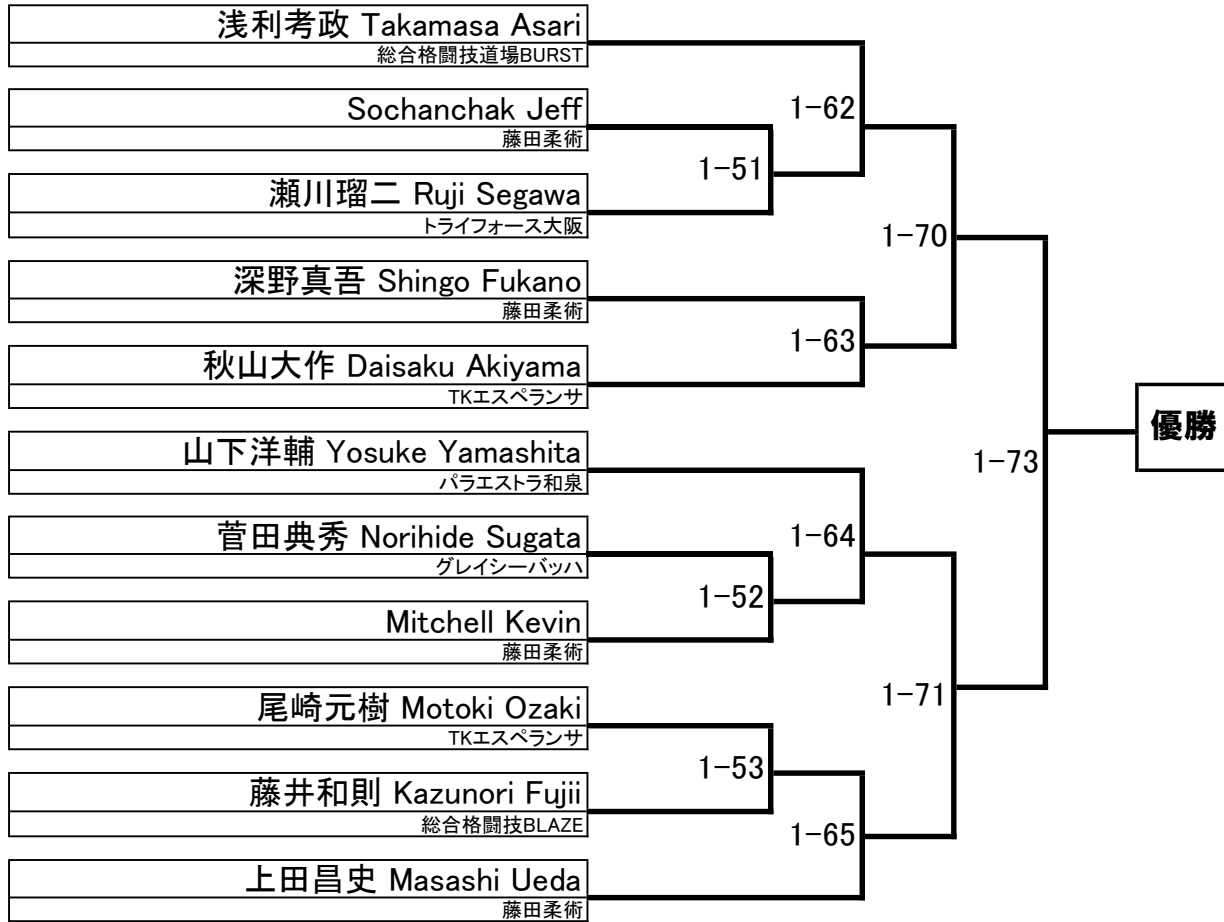 浅利考政 Takamasa Asari
総合格闘技道場BURST
Sochanchak Jeff
藤田柔術
瀬川瑠二 Ruji Segawa
トライフォース大阪
深野真吾 Shingo Fukano
藤田柔術
秋山大作 Daisaku Akiyama
TKエスペランサ
山下洋輔 Yosuke Yamashita
パラエストラ和泉
菅田典秀 Norihide Sugata
グレイシーバッハ
Mitchell Kevin
藤田柔術
尾崎元樹 Motoki Ozaki
TKエスペランサ
藤井和則 Kazunori Fujii
総合格闘技BLAZE
上田昌史 Masashi Ueda
藤田柔術
1-51
1-52
1-53
1-62
1-63
1-64
1-65
1-70
1-71
1-73
優勝